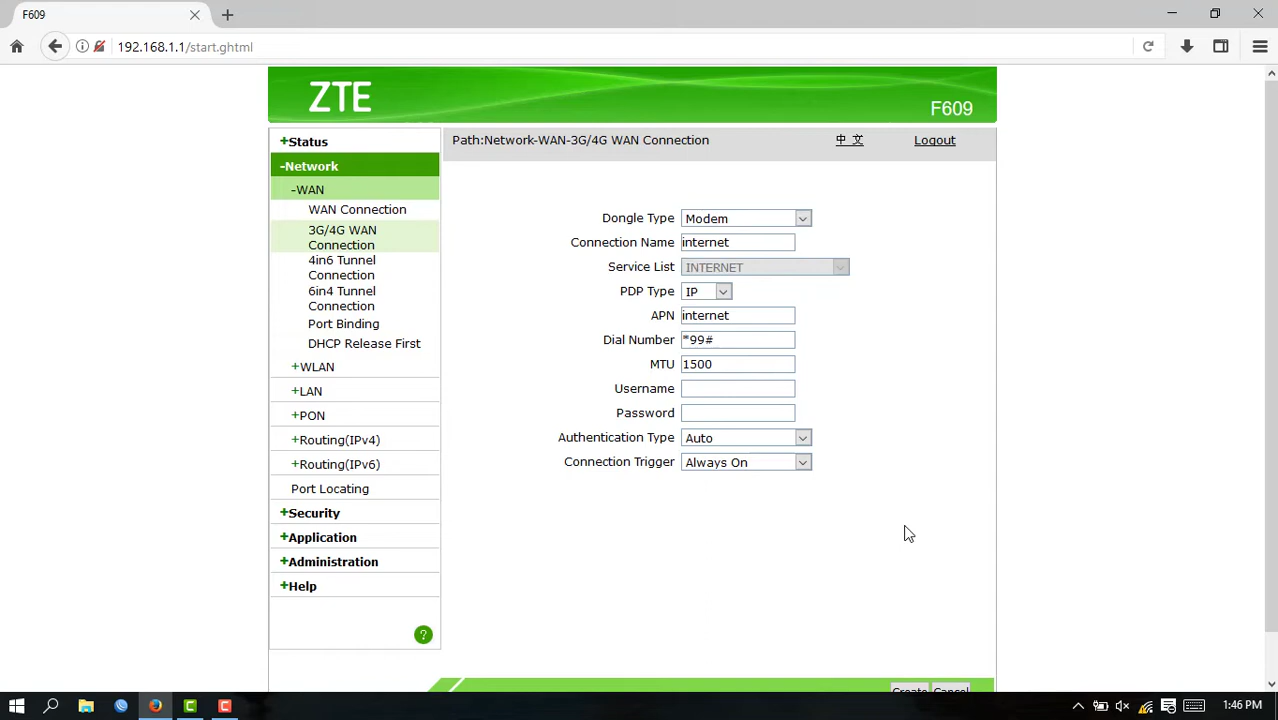 F609
192.168.1.1/start.ghtml
ZTE
F609
+Status
-Network
-WAN
WAN Connection
3G/4G WAN
Connection
4in6 Tunnel
Connection
6in4 Tunnel
Connection
Port Binding
DHCP Release First
+WLAN
+LAN
+PON
+Routing(IPv4)
+Routing(IPv6)
Port Locating
+Security
+Application
+Administration
+Help
?
Path:Network-WAN-3G/4G WAN Connection
中 文
Logout
Dongle Type Modem
Connection Name internet
Service List INTERNET
PDP Type IP
APN internet
Dial Number *99#
MTU 1500
Username
Password
Authentication Type Auto
Connection Trigger Always On
Create Cancel
1:46 PM